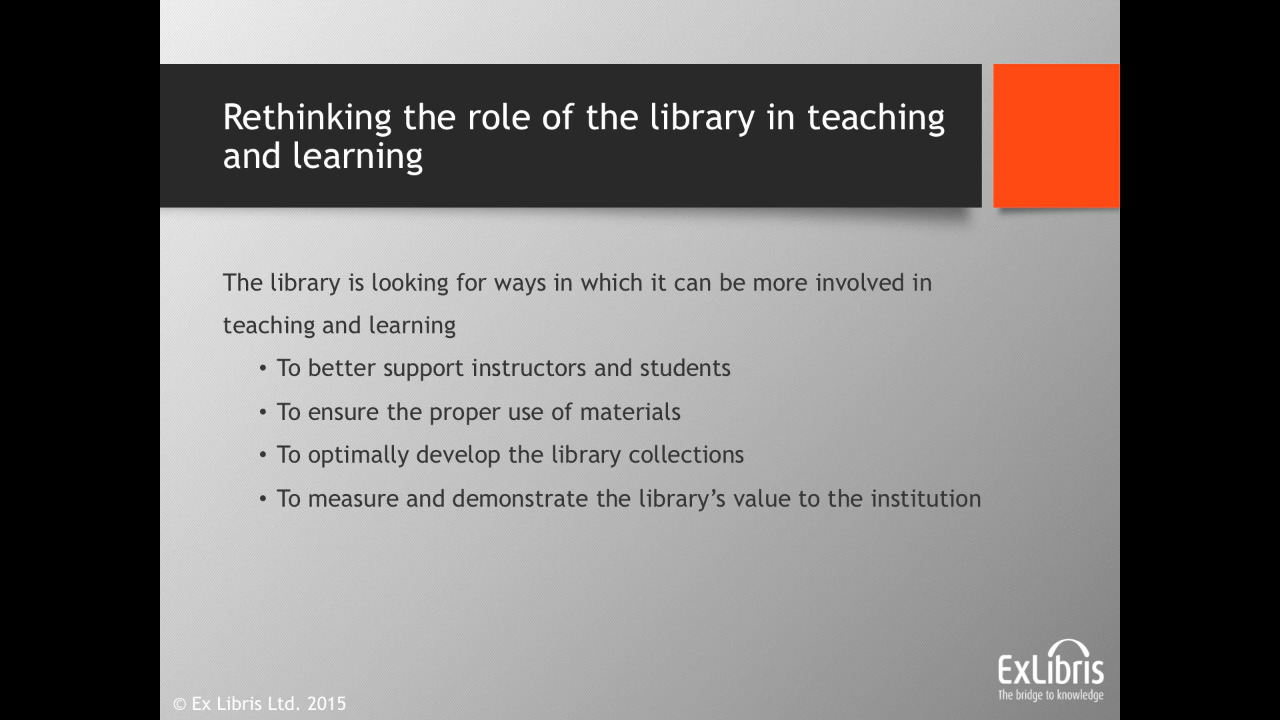 Rethinking the role of the library in teaching
and learning
The library is looking for ways in which it can be more involved in
teaching and learning
• To better support instructors and students
• To ensure the proper use of materials
• To optimally develop the library collections
• To measure and demonstrate the library’s value to the institution
ExLibris
The bridge to knowledge
© Ex Libris Ltd. 2015